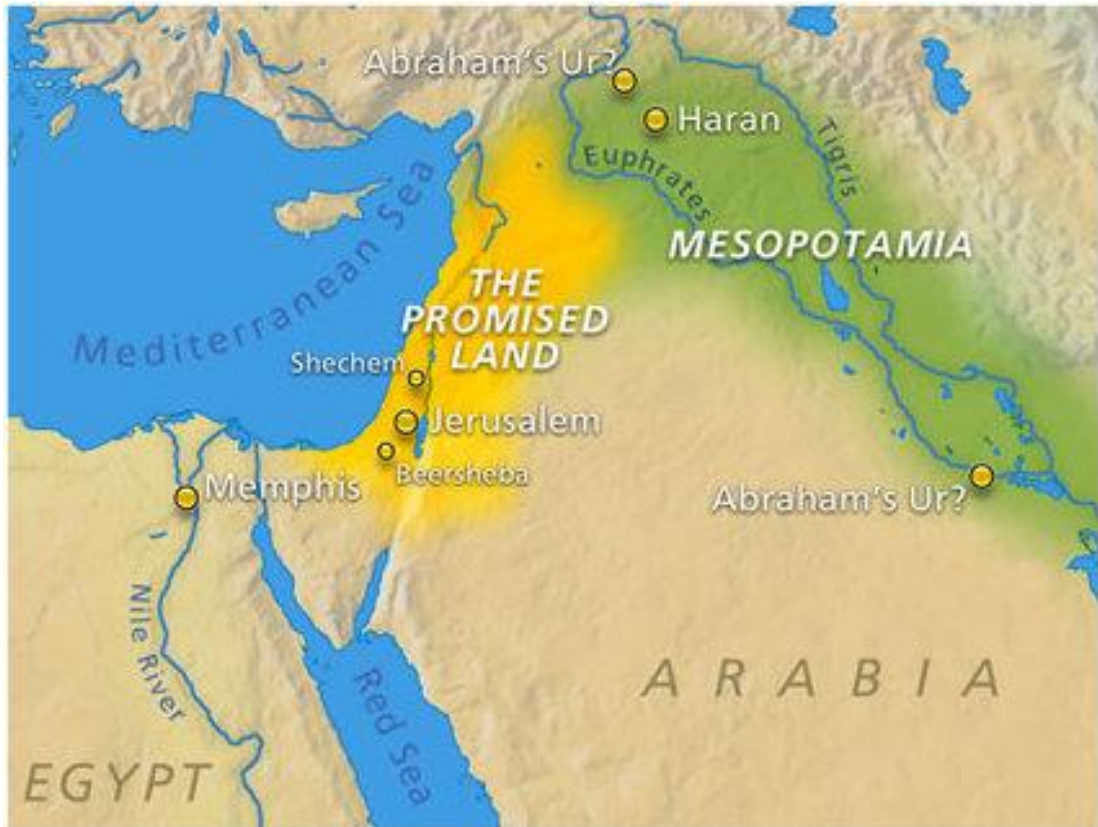 Abraham's Ur?
Haran
Tigris
Euphrates
MESOPOTAMIA
Mediterranean Sea
THE
PROMISED
LAND
Shechem
Jerusalem
Beersheba
Memphis
Abraham's Ur?
Nile River
Red Sea
ARABIA
EGYPT